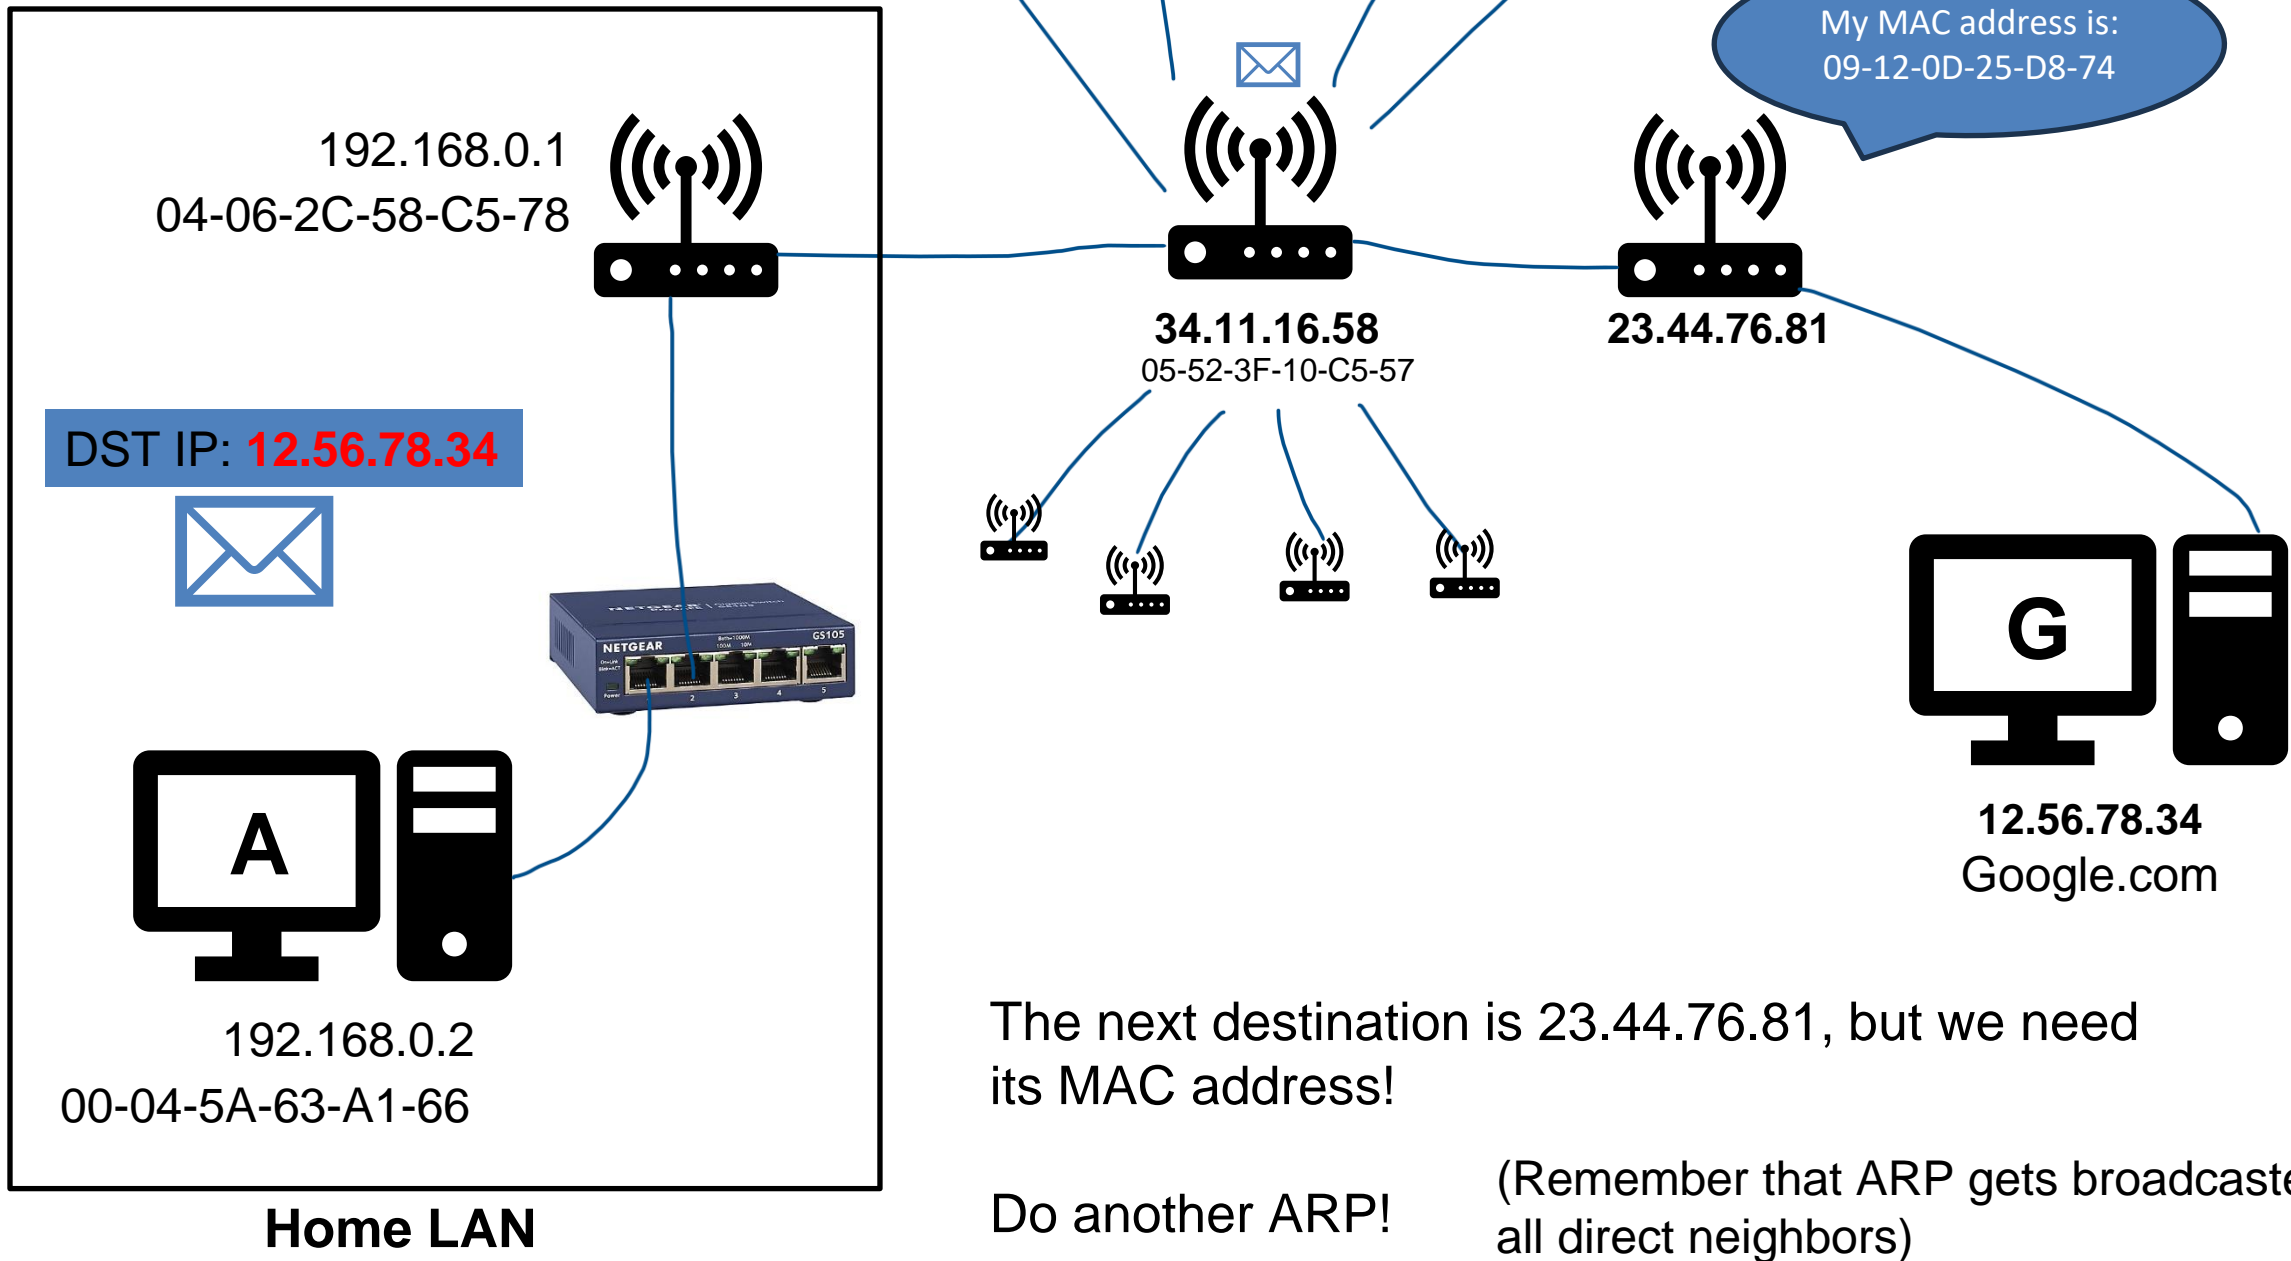 My MAC address is:
09-12-0D-25-D8-74
192.168.0.1
04-06-2C-58-C5-78
34.11.16.58
05-52-3F-10-C5-57
23.44.76.81
DST IP: 12.56.78.34
NETGEAR
GS105
2 3 4 5
A
192.168.0.2
00-04-5A-63-A1-66
Home LAN
G
12.56.78.34
Google.com
The next destination is 23.44.76.81, but we need
its MAC address!
Do another ARP!
(Remember that ARP gets broadcaste
all direct neighbors)